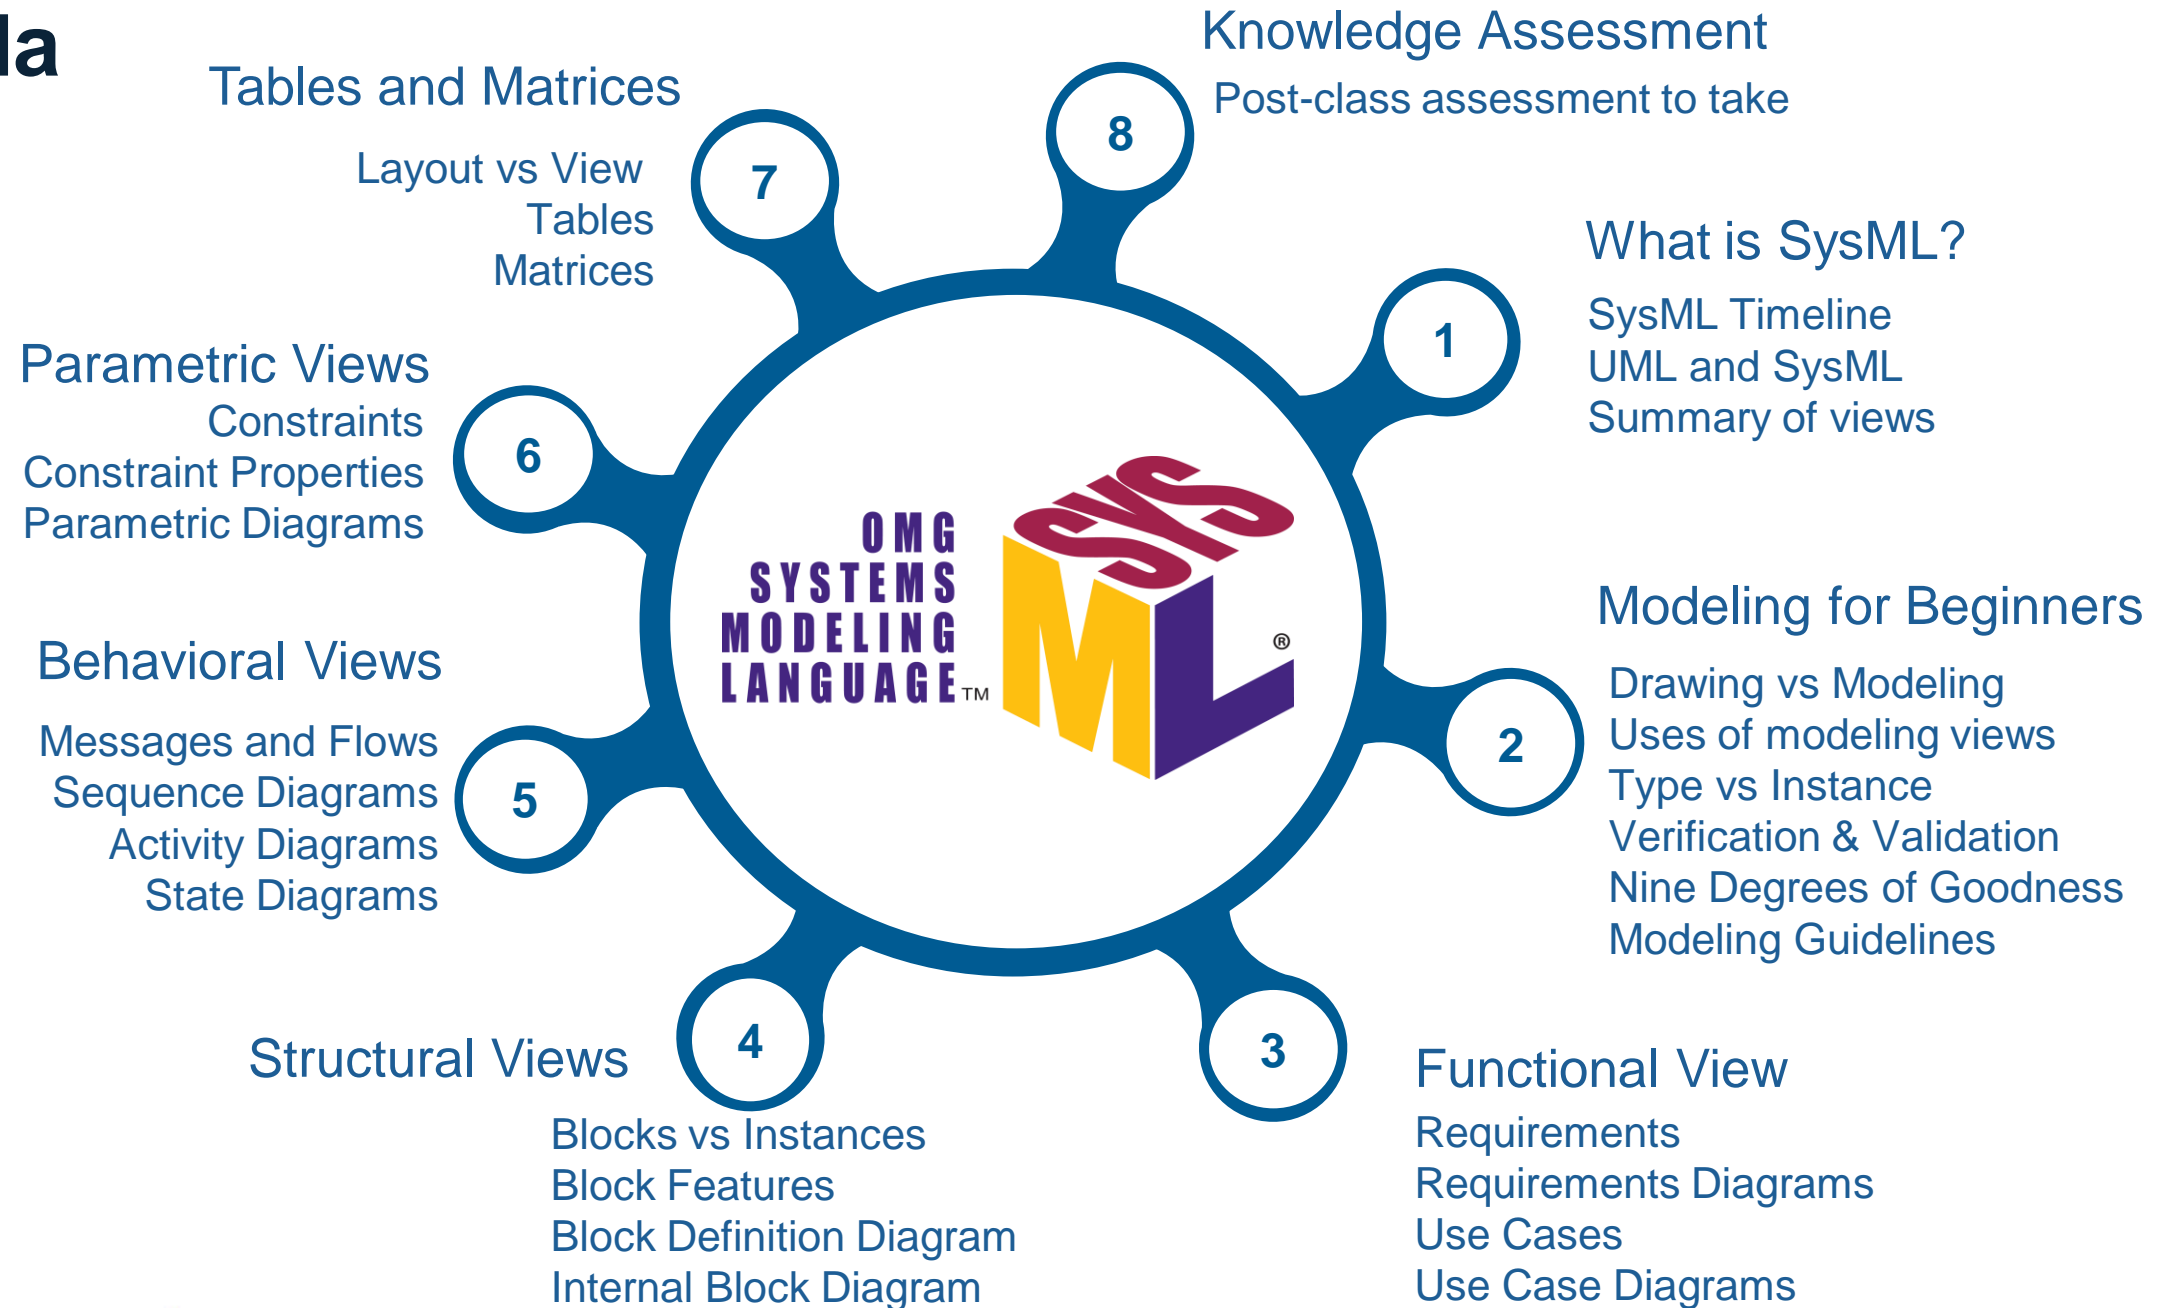 da
Knowledge Assessment
Post-class assessment to take
8
What is SysML?
SysML Timeline
UML and SysML
Summary of views
1
Modeling for Beginners
Drawing vs Modeling
Uses of modeling views
Type vs Instance
Verification & Validation
Nine Degrees of Goodness
Modeling Guidelines
2
Functional View
Requirements
Requirements Diagrams
Use Cases
Use Case Diagrams
3
Structural Views
Blocks vs Instances
Block Features
Block Definition Diagram
Internal Block Diagram
4
Behavioral Views
Messages and Flows
Sequence Diagrams
Activity Diagrams
State Diagrams
5
Parametric Views
Constraints
Constraint Properties
Parametric Diagrams
6
Tables and Matrices
Layout vs View
Tables
Matrices
7
OMG
SYSTEMS
MODELING
LANGUAGE™
SYS
ML®